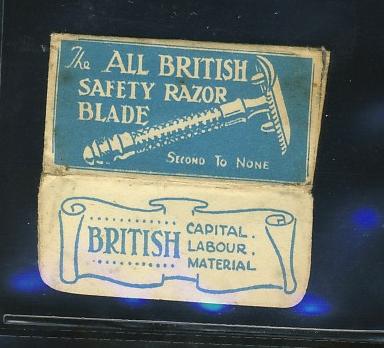 The ALL BRITISH
SAFETY RAZOR
BLADE
SECOND TO NONE
BRITISH
CAPITAL.
LABOUR.
MATERIAL